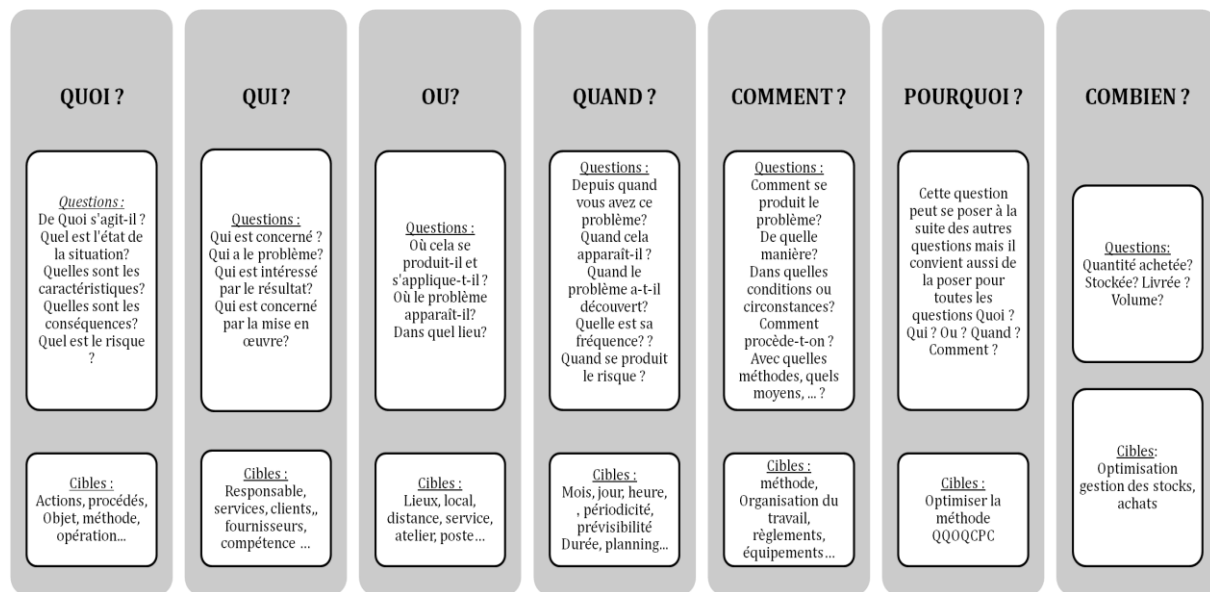 QUOI ?
Questions :
De Quoi s'agit-il ?
Quel est l'état de
la situation?
Quelles sont les
caractéristiques?
Quelles sont les
conséquences?
Quel est le risque
?
Cibles :
Actions, procédés,
Objet, méthode,
opération...
QUI ?
Questions :
Qui est concerné ?
Qui a le problème?
Qui est intéressé
par le résultat?
Qui est concerné
par la mise en
œuvre?
Cibles :
Responsable,
services, clients,,
fournisseurs,
compétence ...
OU?
Questions :
Où cela se
produit-il et
s'applique-t-il ?
Où le problème
apparaît-il?
Dans quel lieu?
Cibles :
Lieux, local,
distance, service,
atelier, poste...
QUAND ?
Questions :
Depuis quand
vous avez ce
problème?
Quand cela
apparaît-il ?
Quand le
problème a-t-il
découvert?
Quelle est sa
fréquence? ?
Quand se produit
le risque ?
Cibles :
Mois, jour, heure,
, périodicité,
prévisibilité
Durée, planning...
COMMENT ?
Questions :
Comment se
produit le
problème?
De quelle
manière?
Dans quelles
conditions ou
circonstances?
Comment
procède-t-on ?
Avec quelles
méthodes, quels
moyens, ... ?
Cibles :
méthode,
Organisation du
travail,
règlements,
équipements...
POURQUOI ?
Cette question
peut se poser à la
suite des autres
questions mais il
convient aussi de
la poser pour
toutes les
questions Quoi ?
Qui ? Ou ? Quand ?
Comment ?
Cibles :
Optimiser la
méthode
QQOQCPC
COMBIEN ?
Questions:
Quantité achetée?
Stockée? Livrée ?
Volume?
Cibles:
Optimisation
gestion des stocks,
achats